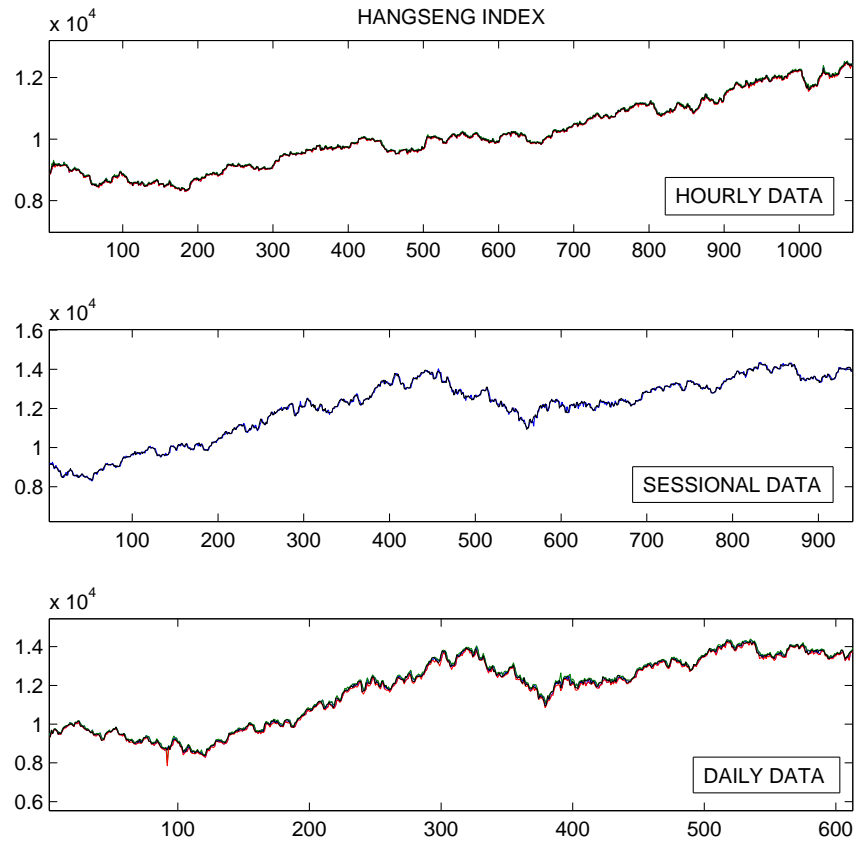 HANGSENG INDEX
x 10^4
1.2
1
0.8
HOURLY DATA
100 200 300 400 500 600 700 800 900 1000
x 10^4
1.6
1.4
1.2
1
0.8
SESSIONAL DATA
100 200 300 400 500 600 700 800 900
x 10^4
1.4
1.2
1
0.8
0.6
DAILY DATA
100 200 300 400 500 600